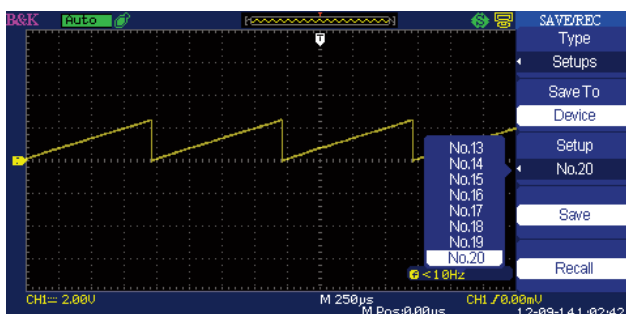 B&K Auto SAVE/REC
Type
Setups
Save To
Device
Setup
No.20
Save
Recall
No.13
No.14
No.15
No.16
No.17
No.18
No.19
No.20
<10Hz
CH1 2.00V M 250μs CH1 0.00mV
M Pos:0.00μs